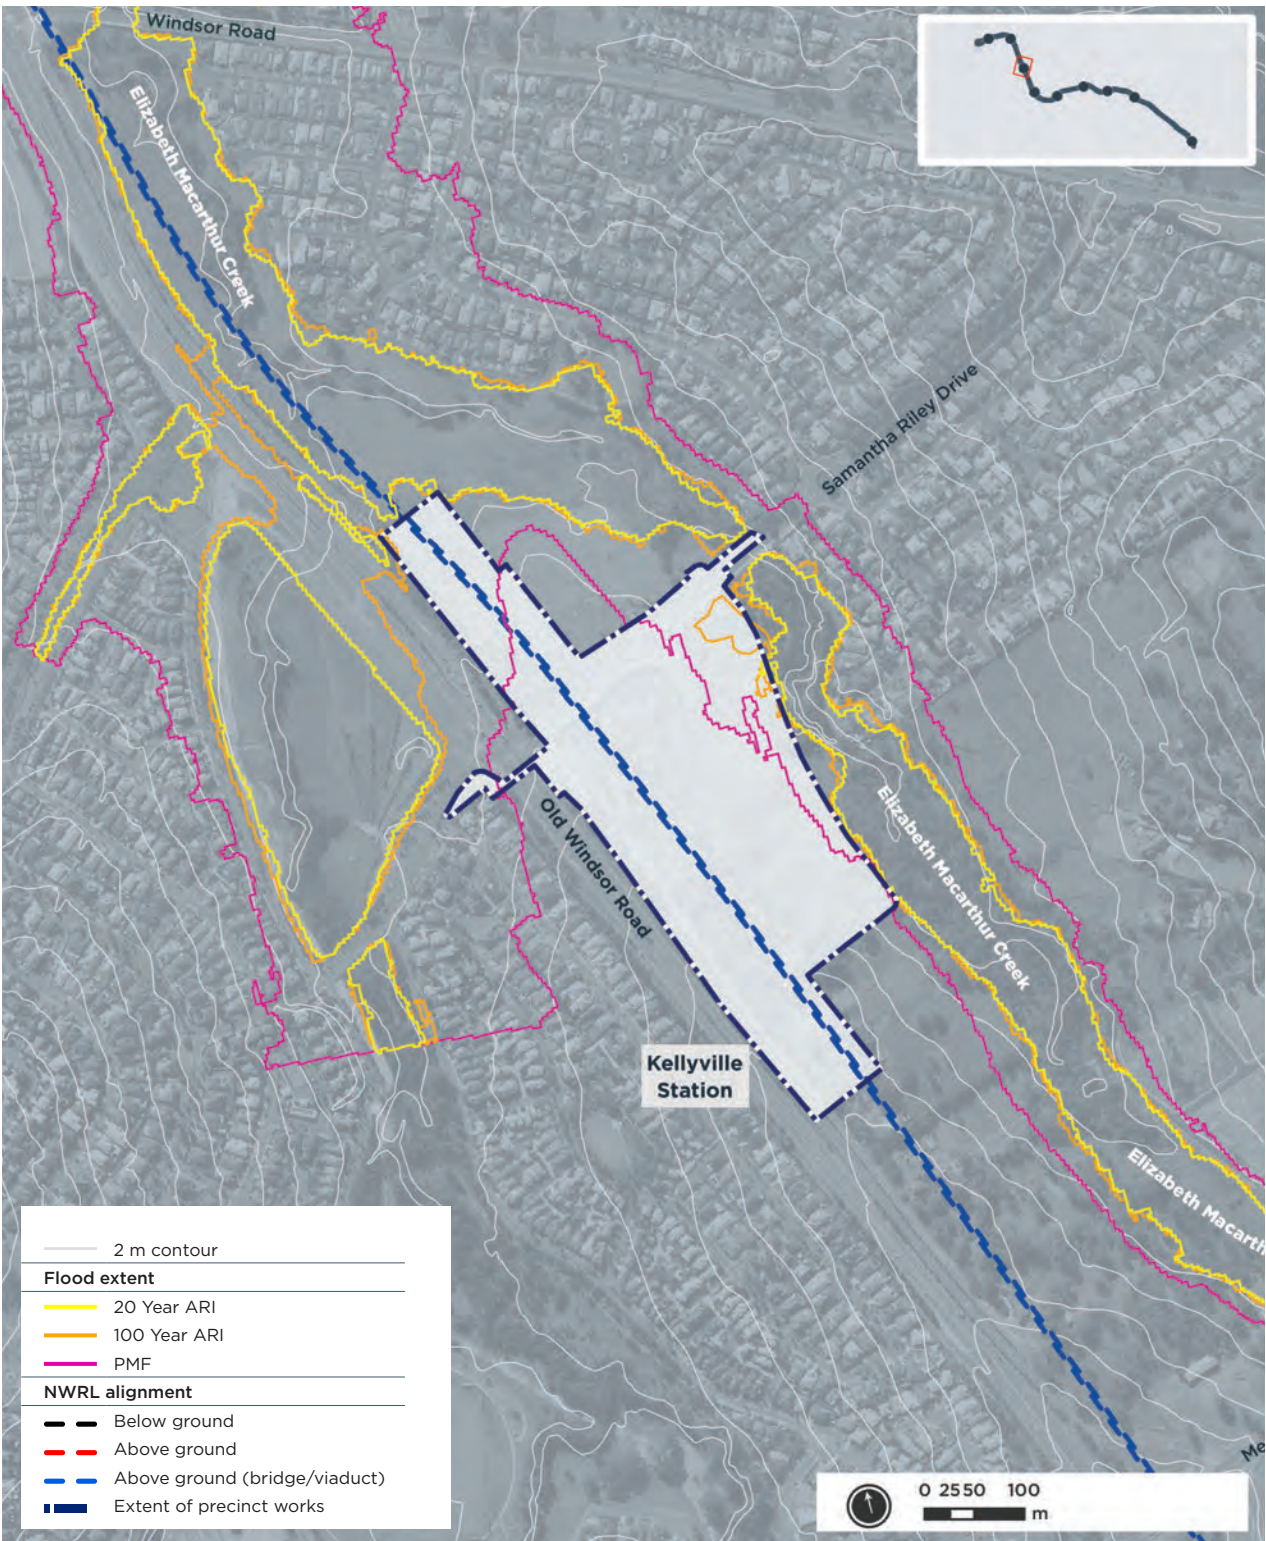 Windsor Road
Elizabeth Macarthur Creek
Samantha Riley Drive
Old Windsor Road
Elizabeth Macarthur Creek
Kellyville
Station
Elizabeth Macarth
Me
2 m contour
Flood extent
20 Year ARI
100 Year ARI
PMF
NWRL alignment
Below ground
Above ground
Above ground (bridge/viaduct)
Extent of precinct works
0 25 50 100
m